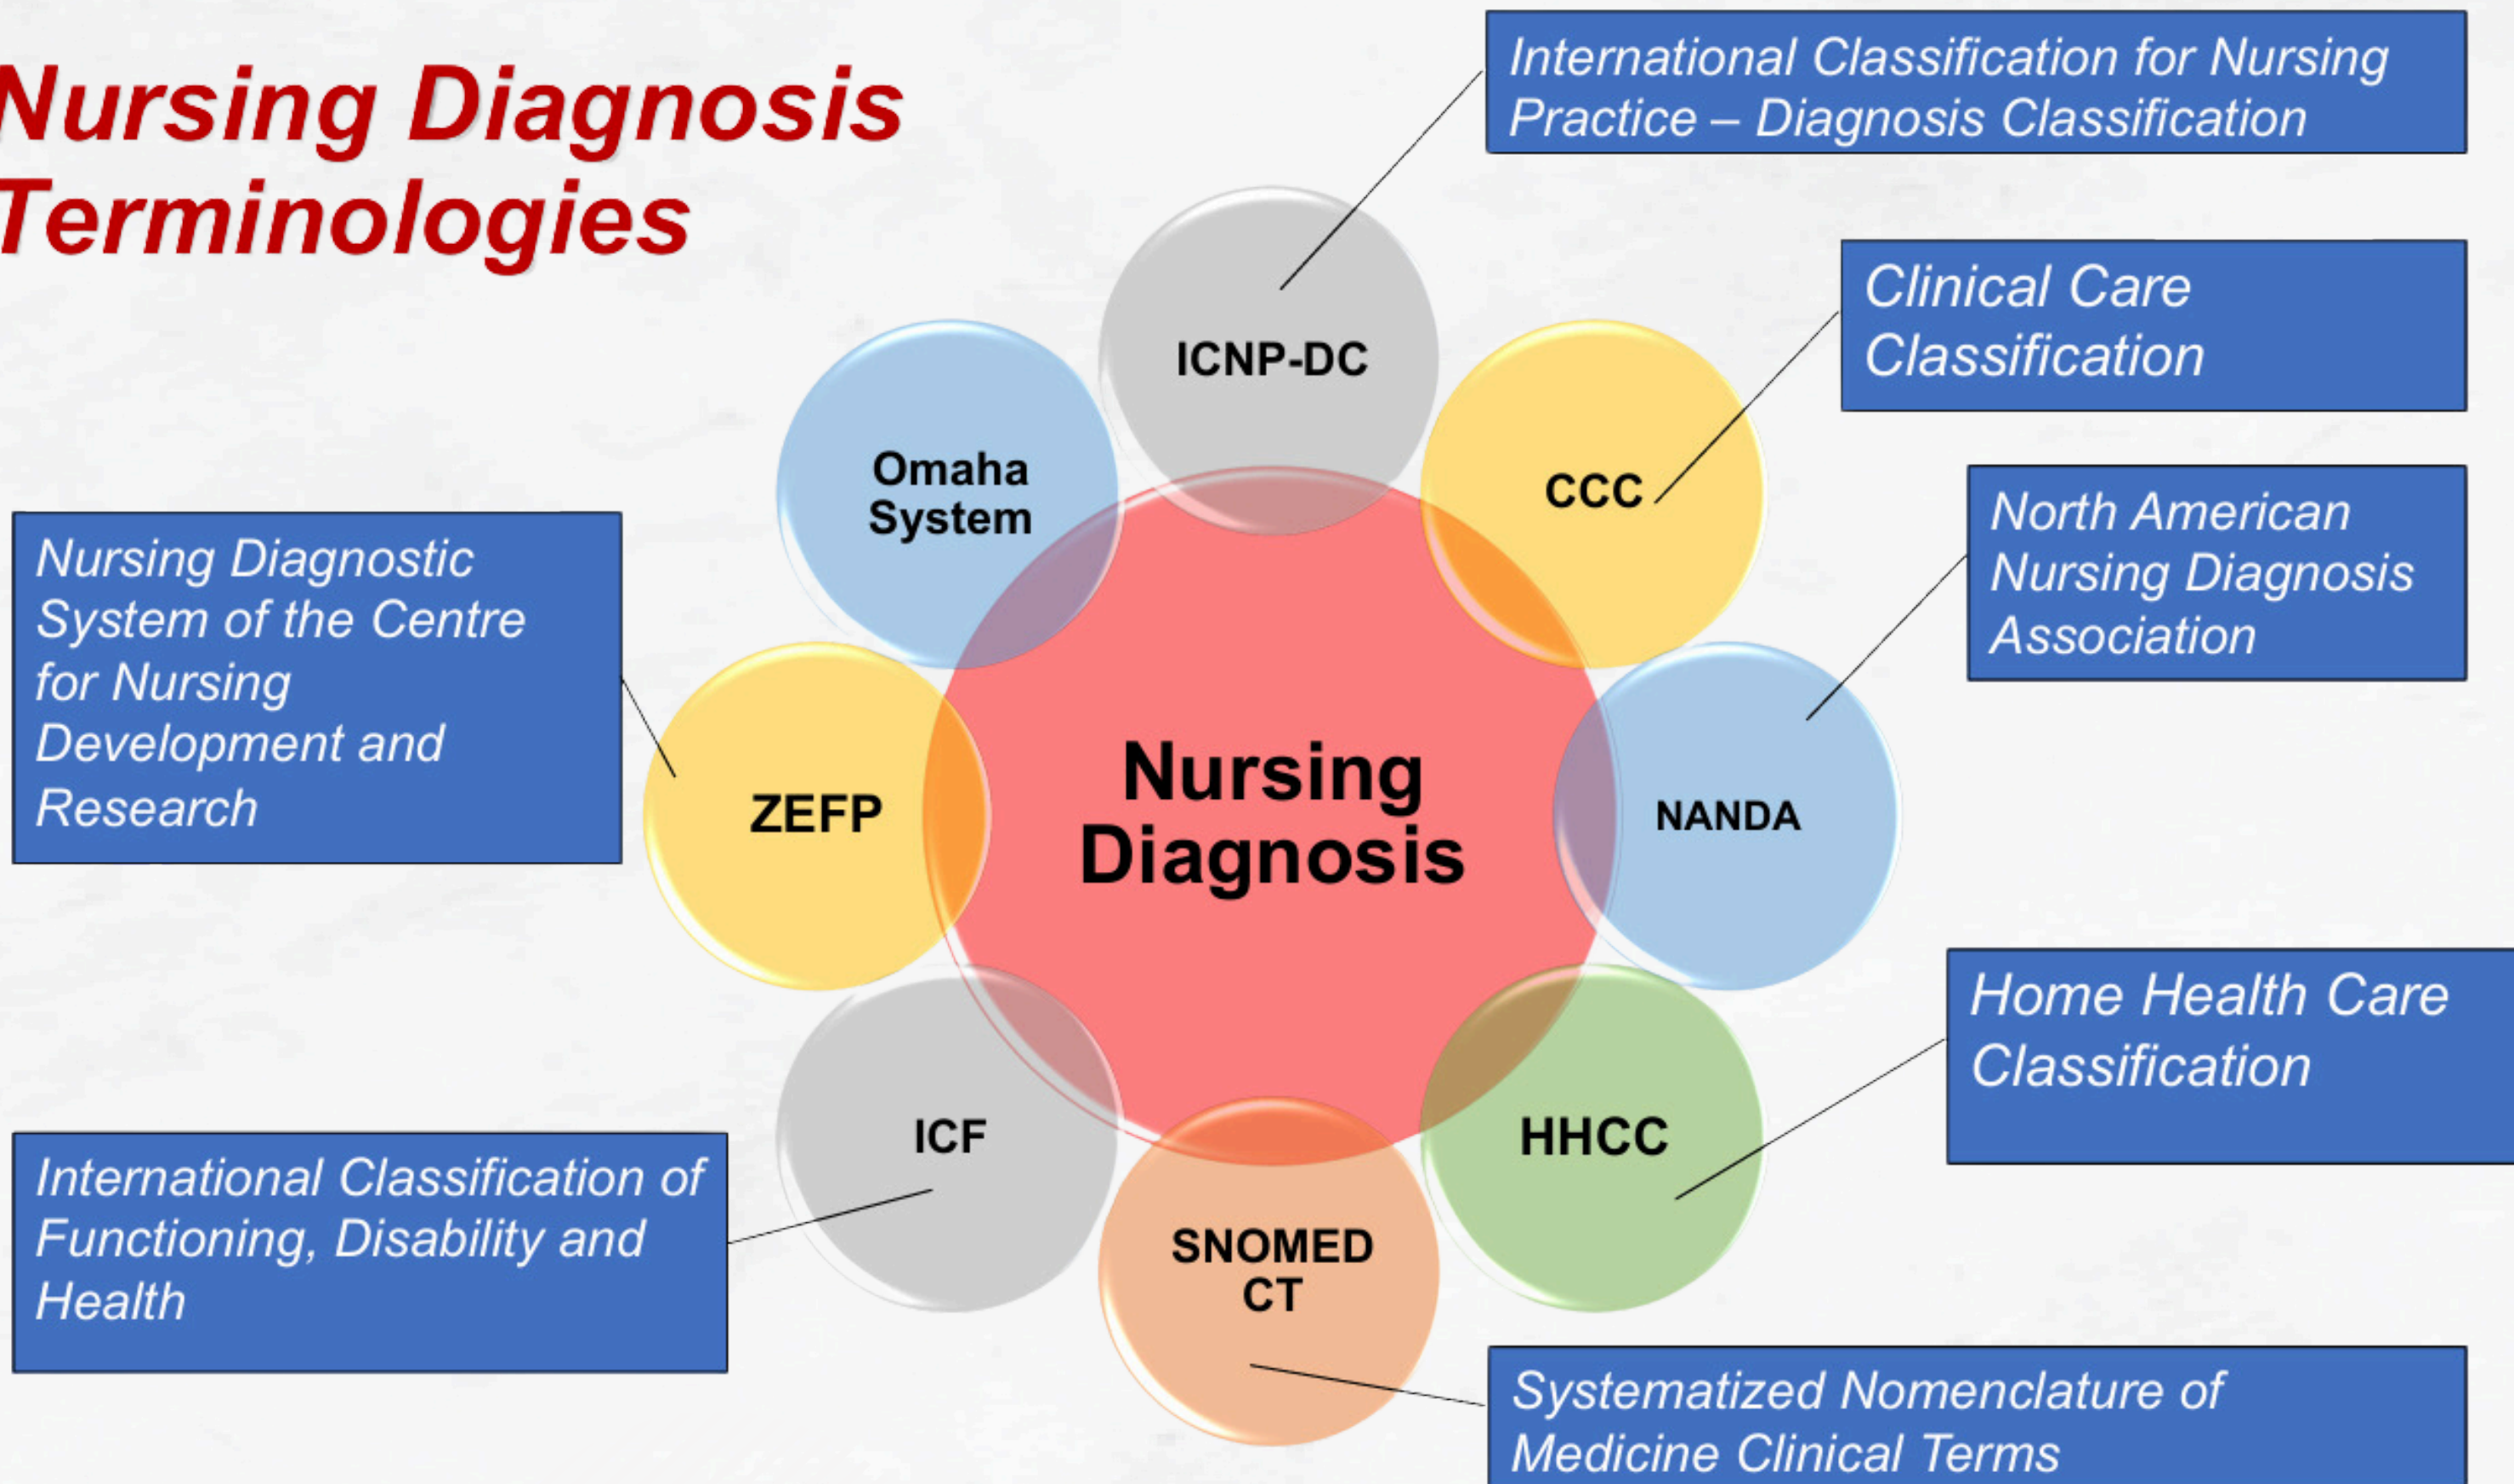 Nursing Diagnosis
Terminologies
International Classification for Nursing
Practice – Diagnosis Classification
ICNP-DC
Clinical Care
Classification
CCC
North American
Nursing Diagnosis
Association
NANDA
Home Health Care
Classification
HHCC
Systematized Nomenclature of
Medicine Clinical Terms
SNOMED
CT
International Classification of
Functioning, Disability and
Health
ICF
Nursing Diagnostic
System of the Centre
for Nursing
Development and
Research
ZEFP
Omaha
System
Nursing
Diagnosis